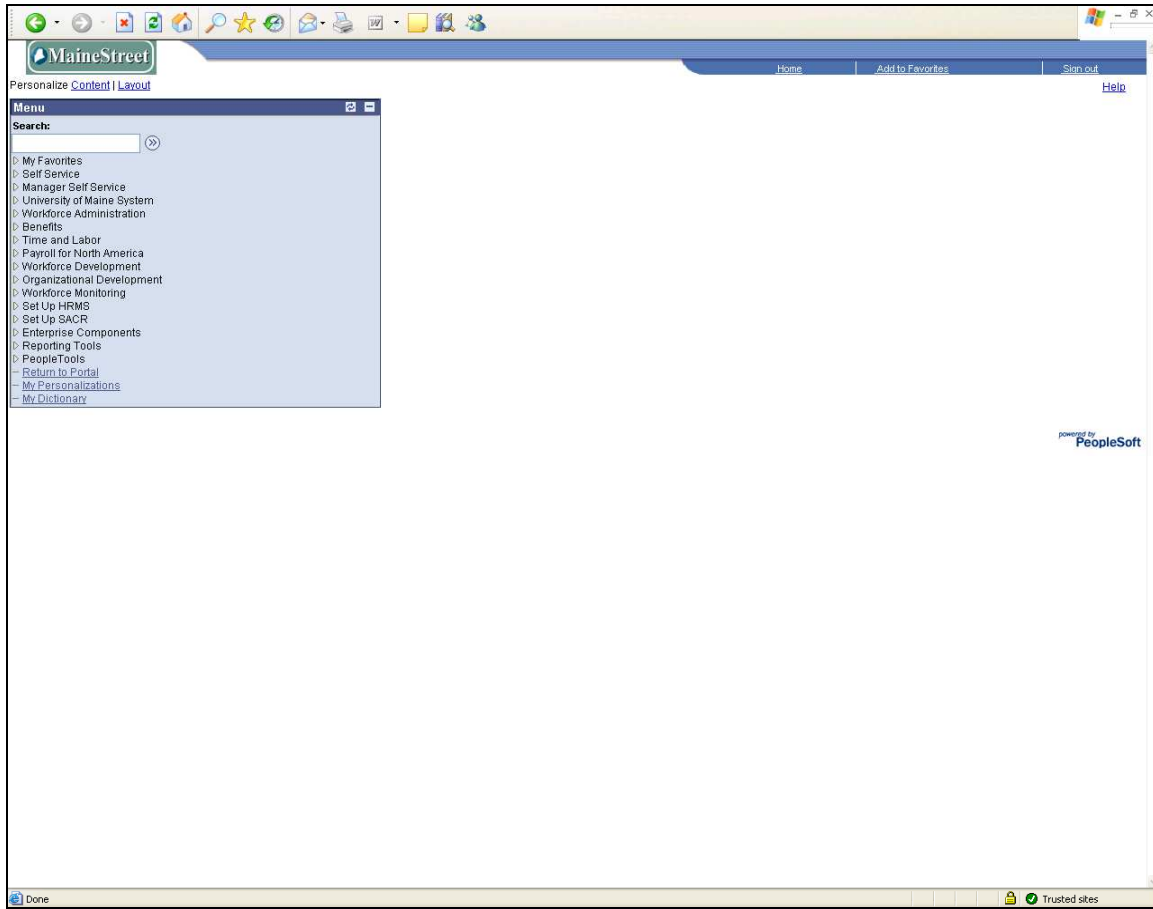 MaineStreet
Home Add to Favorites Sign out
Personalize Content | Layout Help
Menu
Search:
My Favorites
Self Service
Manager Self Service
University of Maine System
Workforce Administration
Benefits
Time and Labor
Payroll for North America
Workforce Development
Organizational Development
Workforce Monitoring
Set Up HRMS
Set Up SACR
Enterprise Components
Reporting Tools
PeopleTools
Return to Portal
My Personalizations
My Dictionary
powered by
PeopleSoft
Done Trusted sites